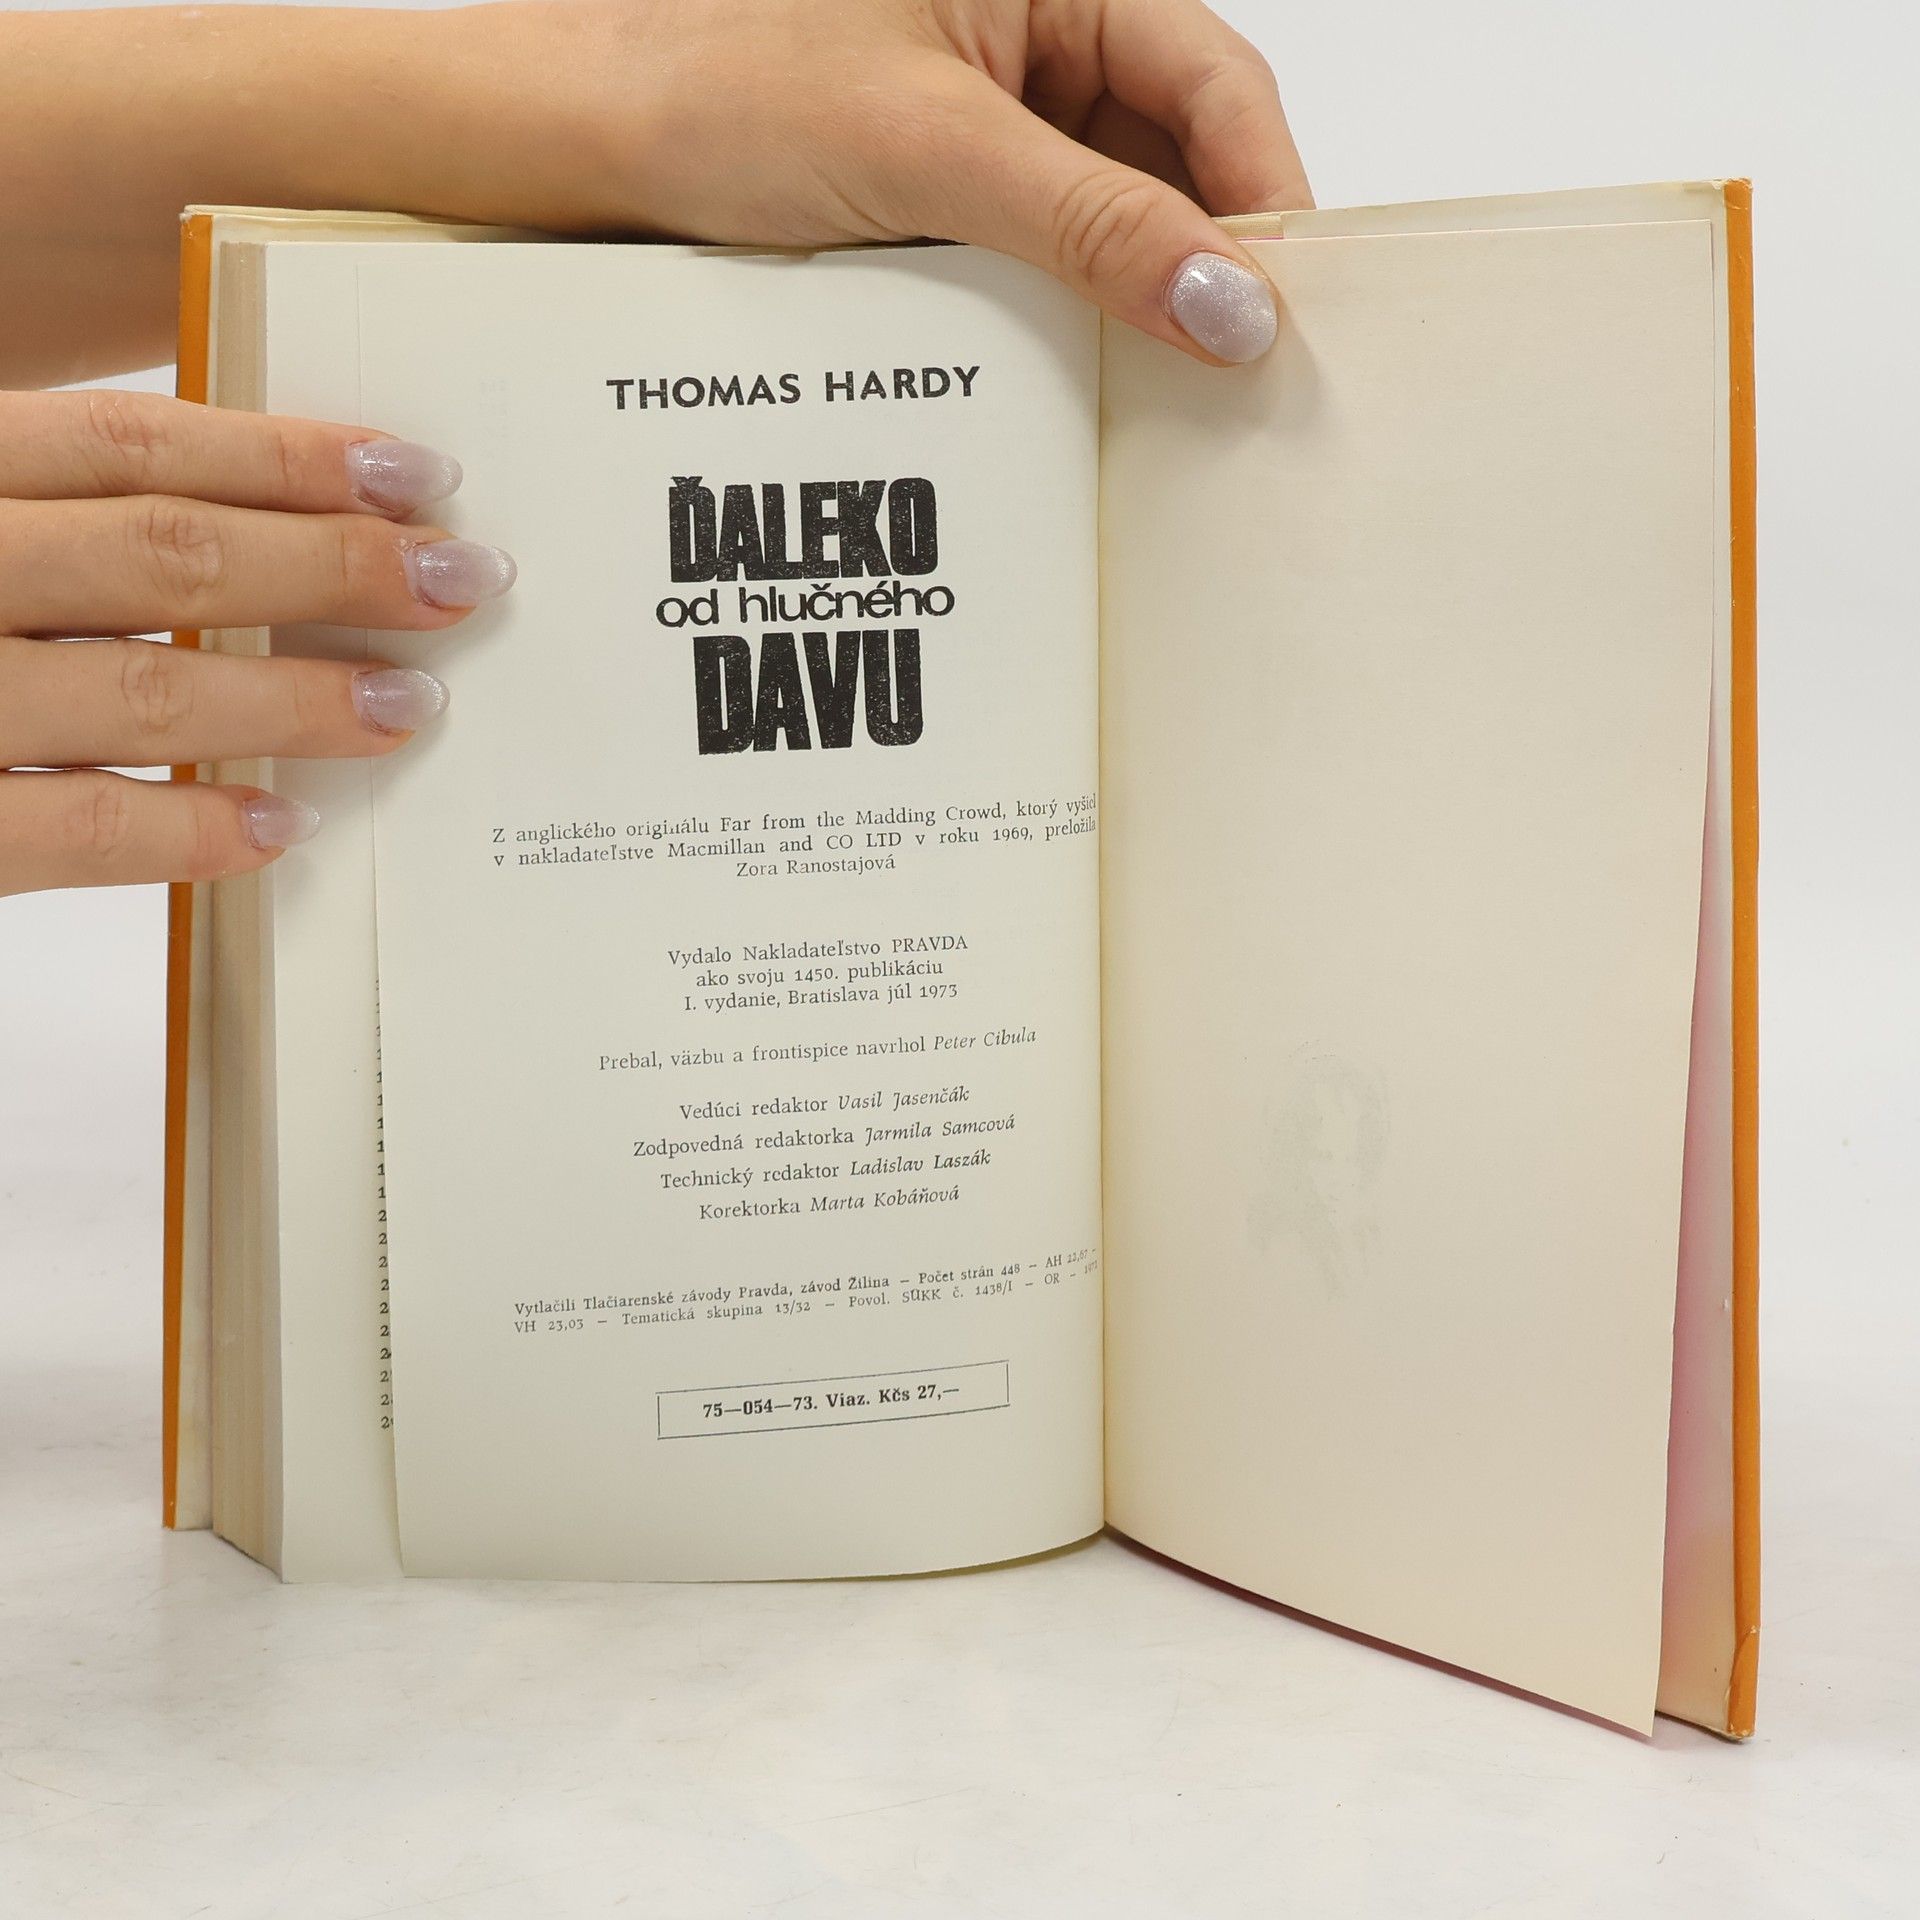 THOMAS HARDY
ĎALEKO
od hlučného
DAVU
Z anglického originálu Far from the Madding Crowd, ktorý vyšiel
v nakladateľstve Macmillan and CO LTD v roku 1969, preložila
Zora Ranostajová
Vydalo Nakladateľstvo PRAVDA
ako svoju 1450. publikáciu
I. vydanie, Bratislava júl 1973
Prebal, väzbu a frontispice navrhol Peter Cibula
Vedúci redaktor Vasil Jasenčák
Zodpovedná redaktorka Jarmila Samcová
Technický redaktor Ladislav Laszák
Korektorka Marta Kobáňová
Vytlačili Tlačiarenské závody Pravda, závod Žilina — Počet strán 448 — AH 22,67 —
VH 23,03 — Tematická skupina 13/32 — Povol. SÚKK č. 1438/I — OR —
75—054—73. Viaz. Kčs 27,—